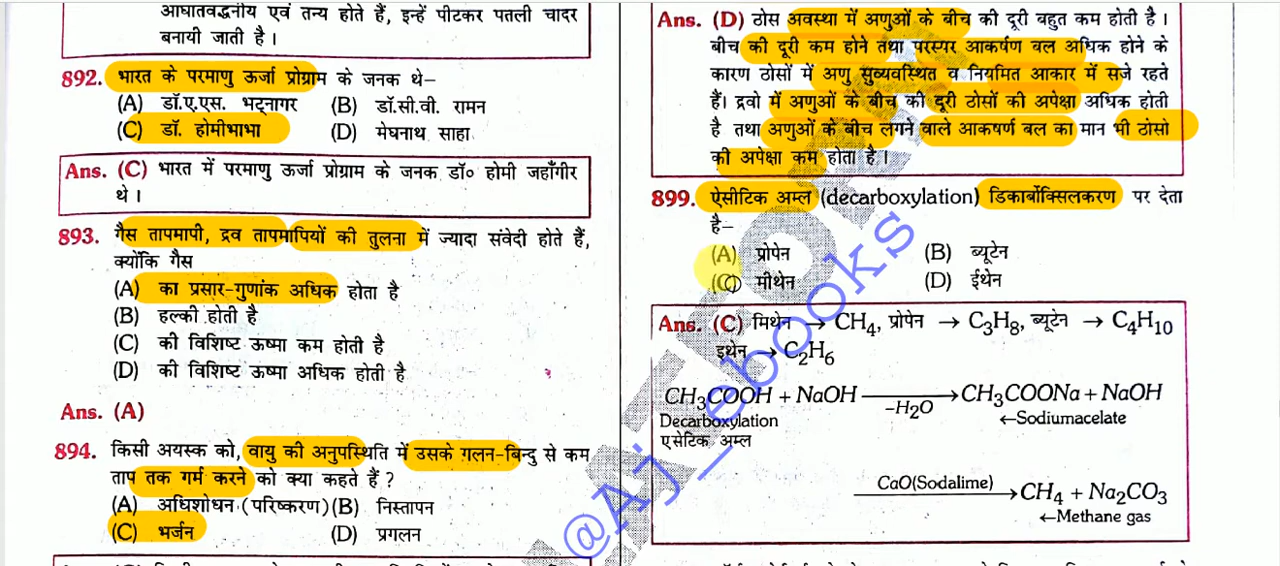 आघातवर्द्धनीय एवं तन्य होते हैं, इन्हें पीटकर पतली चादर
बनायी जाती है।
892. भारत के परमाणु ऊर्जा प्रोग्राम के जनक थे–
(A) डॉ.ए.एस. भट्नागर (B) डॉ.सी.वी. रामन
(C) डॉ. होमीभाभा (D) मेघनाथ साहा
Ans. (C) भारत में परमाणु ऊर्जा प्रोग्राम के जनक डॉ० होमी जहाँगीर
थे।
893. गैस तापमापी, द्रव तापमापियों की तुलना में ज्यादा संवेदी होते हैं,
क्योंकि गैस
(A) का प्रसार-गुणांक अधिक होता है
(B) हल्की होती है
(C) की विशिष्ट ऊष्मा कम होती है
(D) की विशिष्ट ऊष्मा अधिक होती है
Ans. (A)
894. किसी अयस्क को, वायु की अनुपस्थिति में उसके गलन-बिन्दु से कम
ताप तक गर्म करने को क्या कहते हैं ?
(A) अधिशोधन (परिष्करण) (B) निस्तापन
(C) भर्जन (D) प्रगलन
Ans. (D) ठोस अवस्था में अणुओं के बीच की दूरी बहुत कम होती है।
बीच की दूरी कम होने तथा परस्पर आकर्षण बल अधिक होने के
कारण ठोसों में अणु सुव्यवस्थित व नियमित आकार में सजे रहते
हैं। द्रवो में अणुओं के बीच की दूरी ठोसों की अपेक्षा अधिक होती
है तथा अणुओं के बीच लगने वाले आकषर्ण बल का मान भी ठोसो
की अपेक्षा कम होता है।
899. ऐसीटिक अम्ल (decarboxylation) डिकार्बोक्सिलकरण पर देता
है–
(A) प्रोपेन (B) ब्यूटेन
(C) मीथेन (D) ईथेन
Ans. (C) मिथेन → CH₄, प्रोपेन → C₃H₈, ब्यूटेन → C₄H₁₀
इथेन → C₂H₆
CH₃COOH + NaOH ⟶ CH₃COONa + NaOH
–H₂O
Decarboxylation ←Sodiumacelate
एसेटिक अम्ल
CaO(Sodalime)
⟶ CH₄ + Na₂CO₃
←Methane gas
@Aj_ebooks